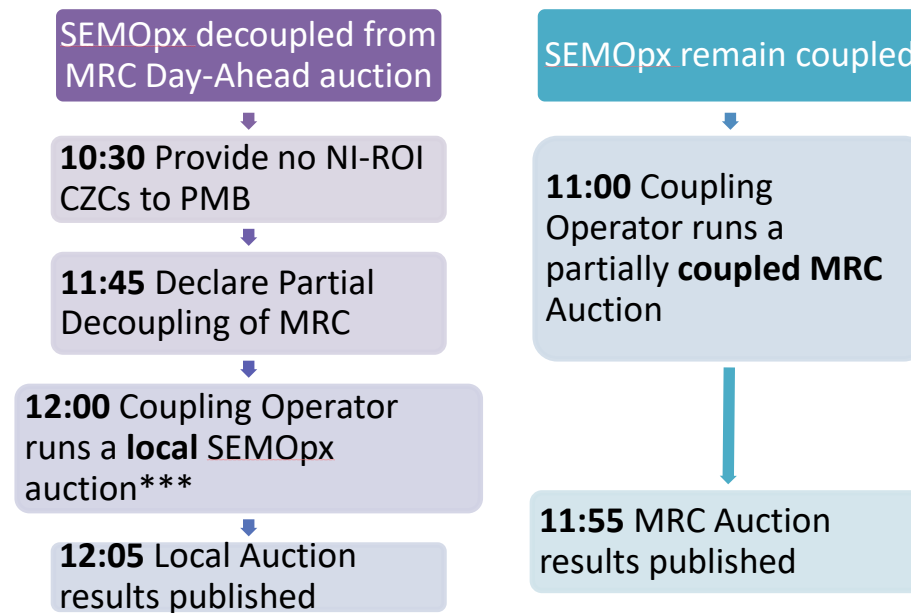 SEMOpx decoupled from
MRC Day-Ahead auction
10:30 Provide no NI-ROI
CZCs to PMB
11:45 Declare Partial
Decoupling of MRC
12:00 Coupling Operator
runs a local SEMOpx
auction***
12:05 Local Auction
results published
SEMOpx remain coupled
11:00 Coupling
Operator runs a
partially coupled MRC
Auction
11:55 MRC Auction
results published